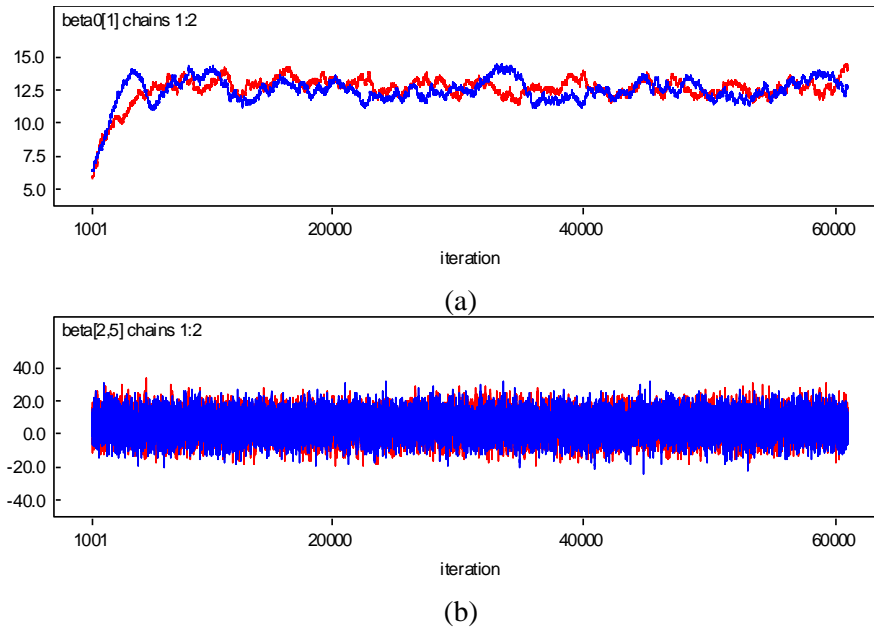 beta0[1] chains 1:2
15.0
12.5
10.0
7.5
5.0
1001 20000 40000 60000
iteration
(a)
beta[2,5] chains 1:2
40.0
20.0
0.0
-20.0
-40.0
1001 20000 40000 60000
iteration
(b)